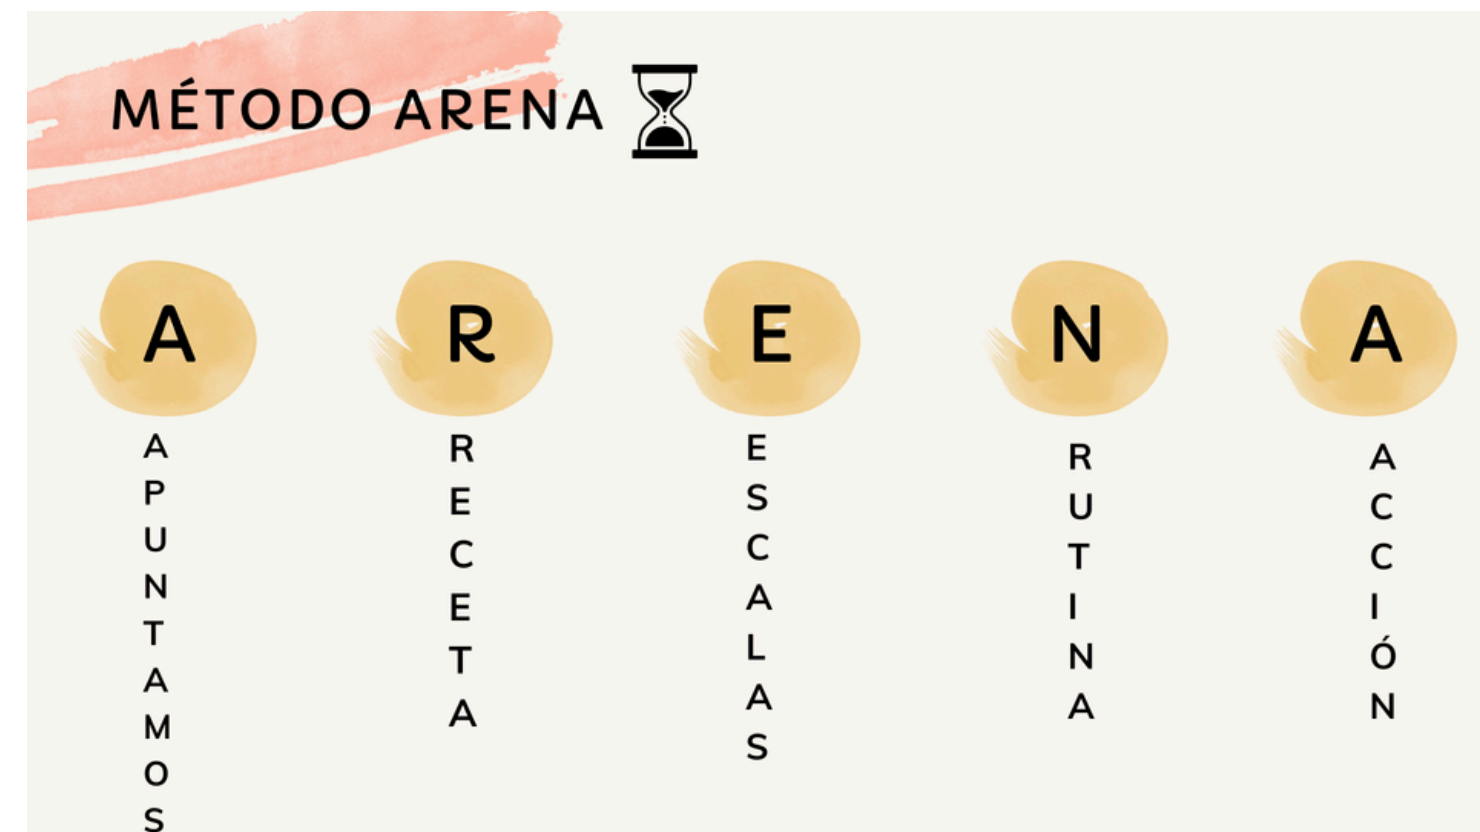 MÉTODO ARENA
A
R
E
N
A
APUNTAMOS
RECETA
ESCALAS
RUTINA
ACCIÓN